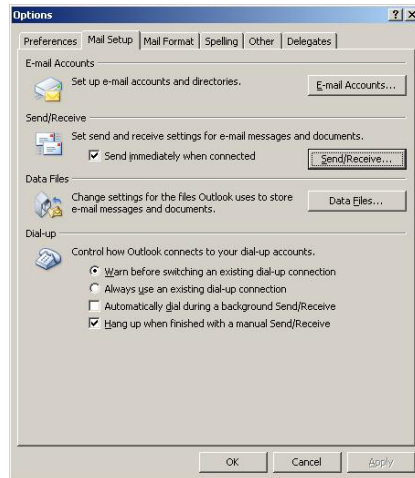 Options
Preferences Mail Setup Mail Format Spelling Other Delegates
E-mail Accounts
Set up e-mail accounts and directories.
E-mail Accounts...
Send/Receive
Set send and receive settings for e-mail messages and documents.
Send immediately when connected
Send/Receive...
Data Files
Change settings for the files Outlook uses to store
e-mail messages and documents.
Data Files...
Dial-up
Control how Outlook connects to your dial-up accounts.
Warn before switching an existing dial-up connection
Always use an existing dial-up connection
Automatically dial during a background Send/Receive
Hang up when finished with a manual Send/Receive
OK Cancel Apply